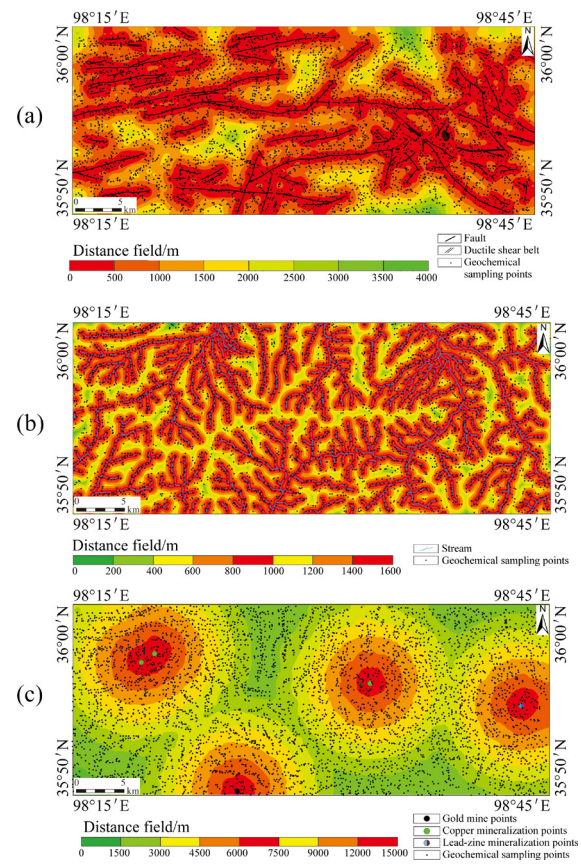 98°15′E 98°45′E
N
36°00′N 36°00′N
(a)
35°50′N 35°50′N
0 5 km
98°15′E 98°45′E
Fault
Distance field/m
Ductile shear belt
Geochemical
sampling points
0 500 1000 1500 2000 2500 3000 3500 4000
98°15′E 98°45′E
N
36°00′N 36°00′N
(b)
35°50′N 35°50′N
0 5 km
98°15′E 98°45′E
Distance field/m
Stream
Geochemical sampling points
0 200 400 600 800 1000 1200 1400 1600
98°15′E 98°45′E
N
36°00′N 36°00′N
(c)
35°50′N 35°50′N
0 5 km
98°15′E 98°45′E
Gold mine points
Distance field/m
Copper mineralization points
Lead-zinc mineralization points
Geochemical sampling points
0 1500 3500 4500 6000 7500 9000 12000 15000